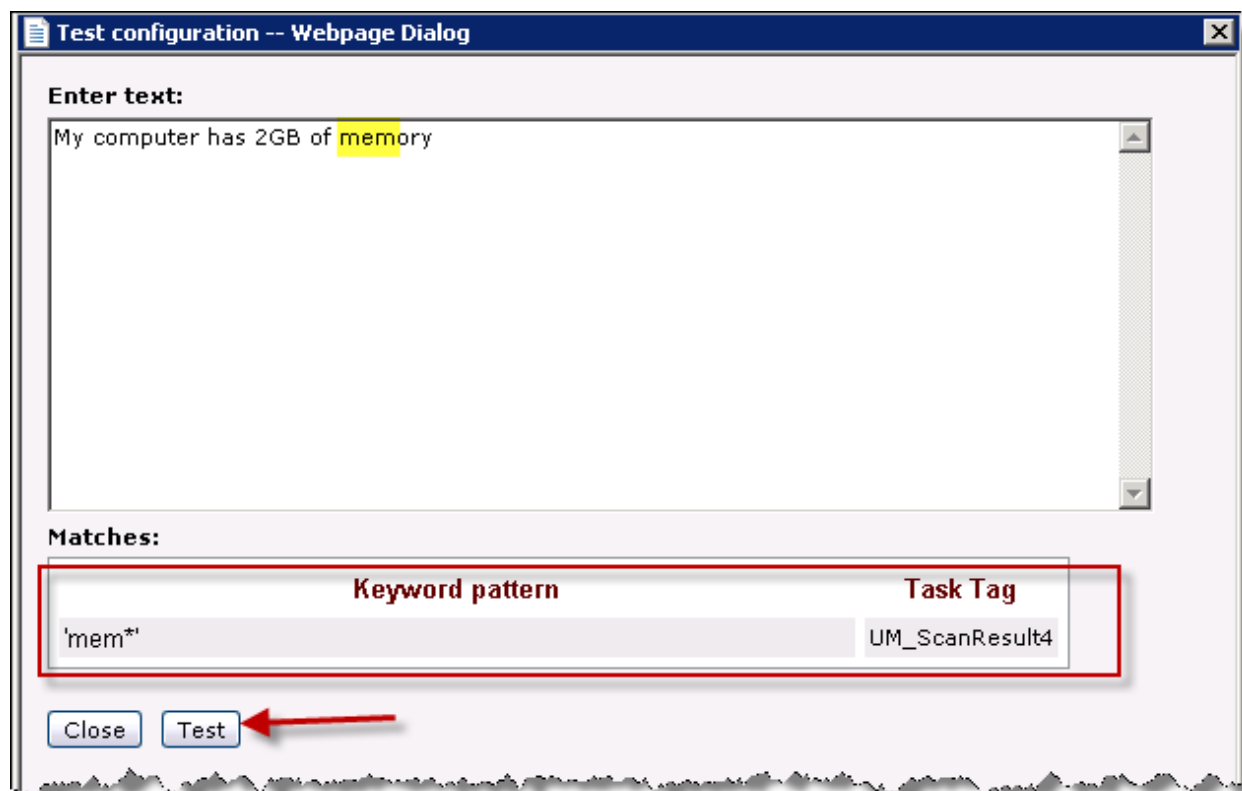 Test configuration -- Webpage Dialog
Enter text:
My computer has 2GB of memory
Matches:
Keyword pattern Task Tag
'mem*' UM_ScanResult4
Close Test